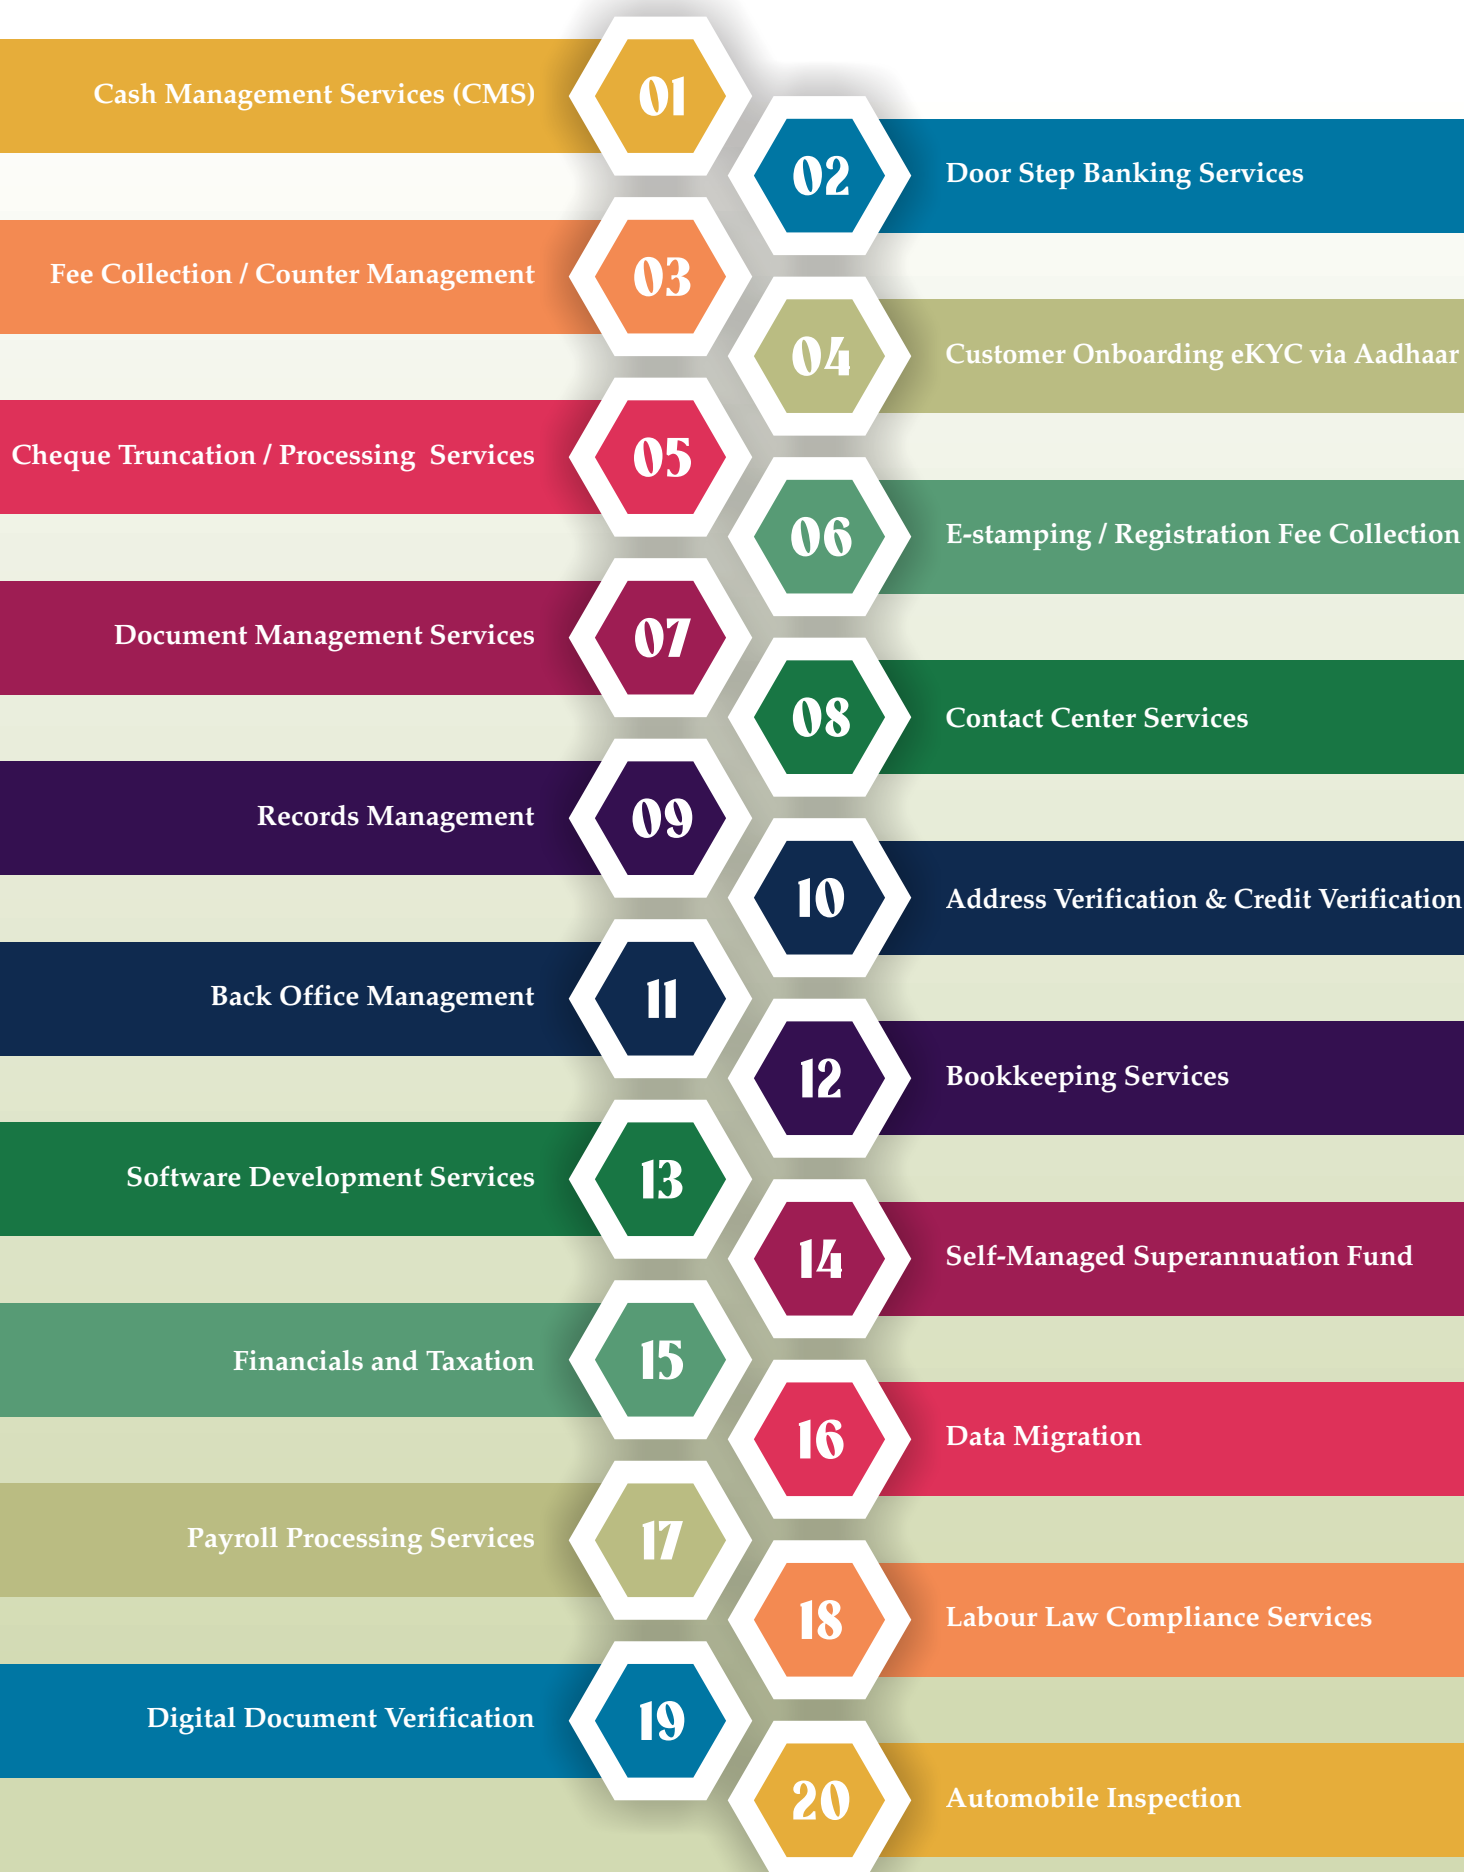 01
Cash Management Services (CMS)
02
Door Step Banking Services
03
Fee Collection / Counter Management
04
Customer Onboarding eKYC via Aadhaar
05
Cheque Truncation / Processing  Services
06
E-stamping / Registration Fee Collection
07
Document Management Services
08
Contact Center Services
09
Records Management
10
Address Verification & Credit Verification
11
Back Office Management
12
Bookkeeping Services
13
Software Development Services
14
Self-Managed Superannuation Fund
15
Financials and Taxation
16
Data Migration
17
Payroll Processing Services
18
Labour Law Compliance Services
19
Digital Document Verification
20
Automobile Inspection